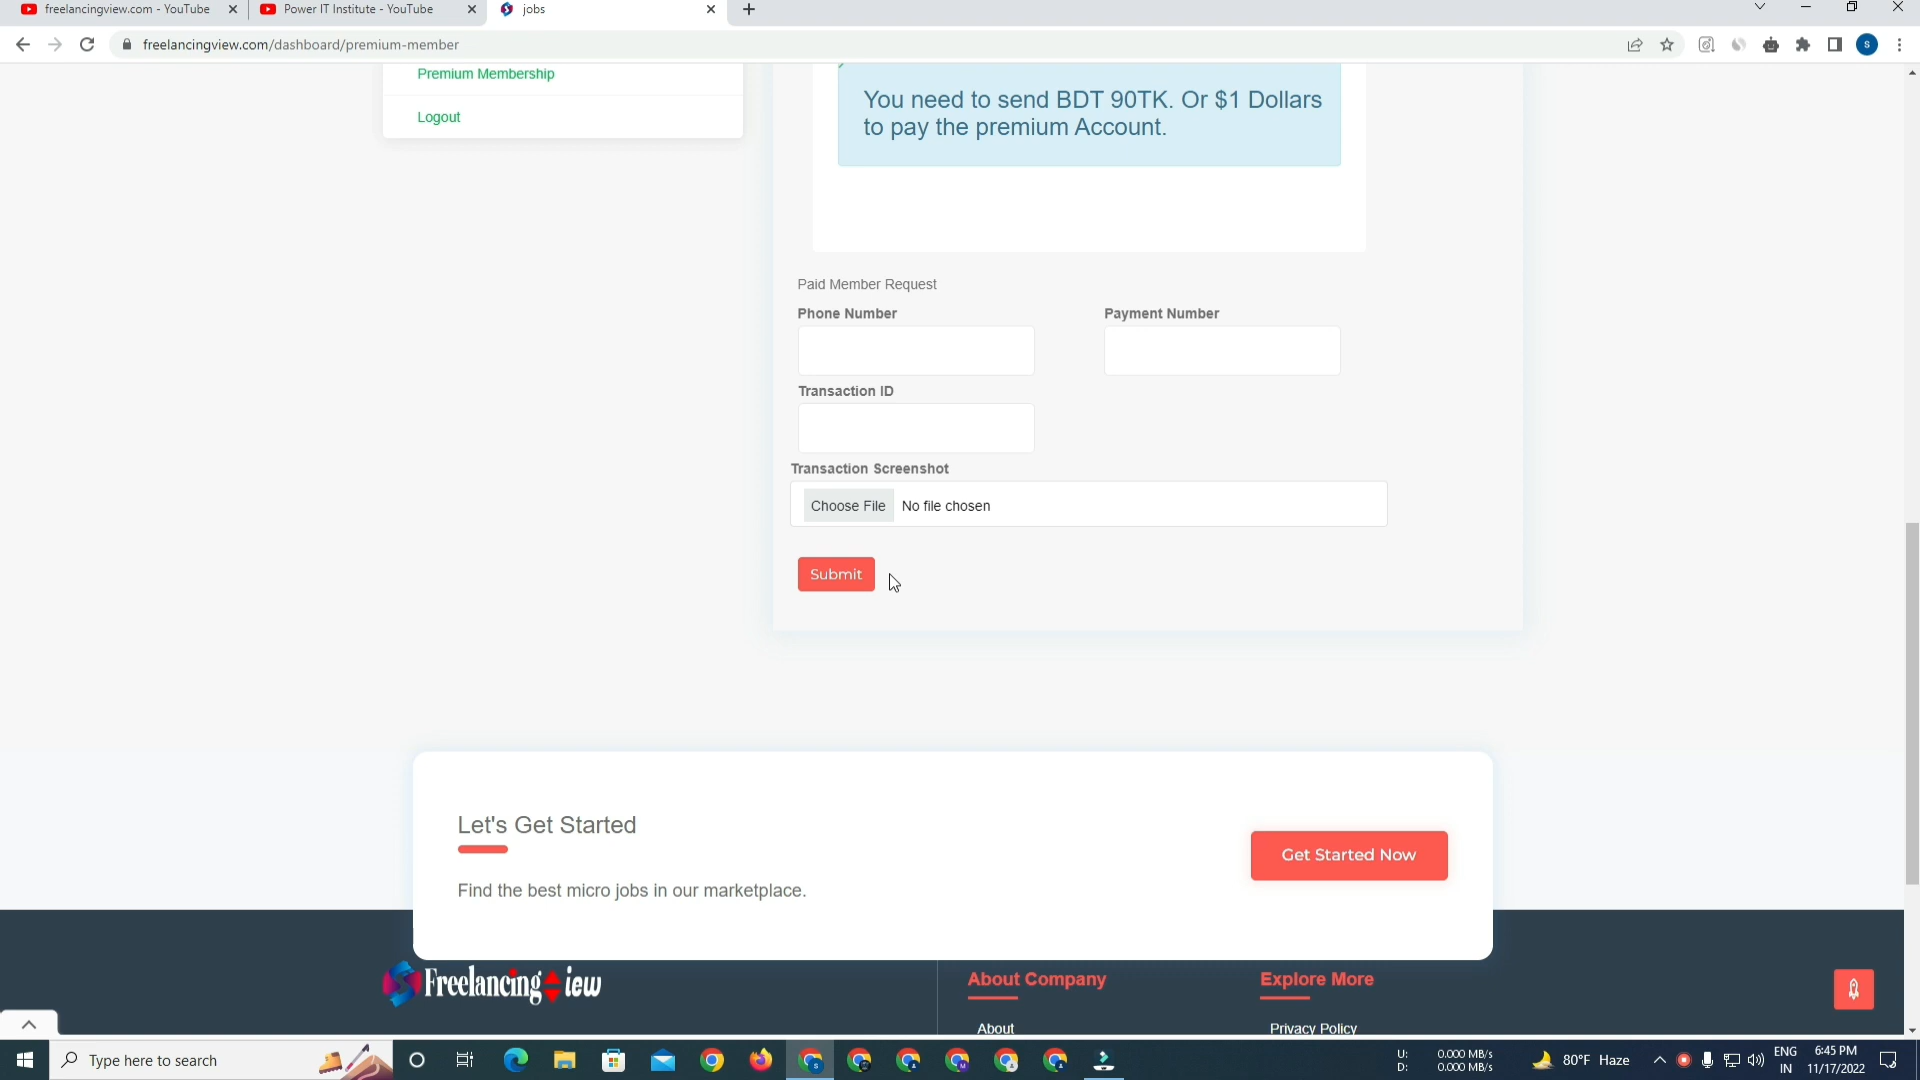 freelancingview.com - YouTube
Power IT Institute - YouTube
jobs
freelancingview.com/dashboard/premium-member
S
Premium Membership
Logout
You need to send BDT 90TK. Or $1 Dollars
to pay the premium Account.
Paid Member Request
Phone Number
Payment Number
Transaction ID
Transaction Screenshot
Choose File No file chosen
Submit
Let's Get Started
Find the best micro jobs in our marketplace.
Get Started Now
Freelancing iew
About Company
Explore More
About
Privacy Policy
Type here to search
U: 0.000 MB/s
D: 0.000 MB/s
80°F Haze
ENG
IN
6:45 PM
11/17/2022